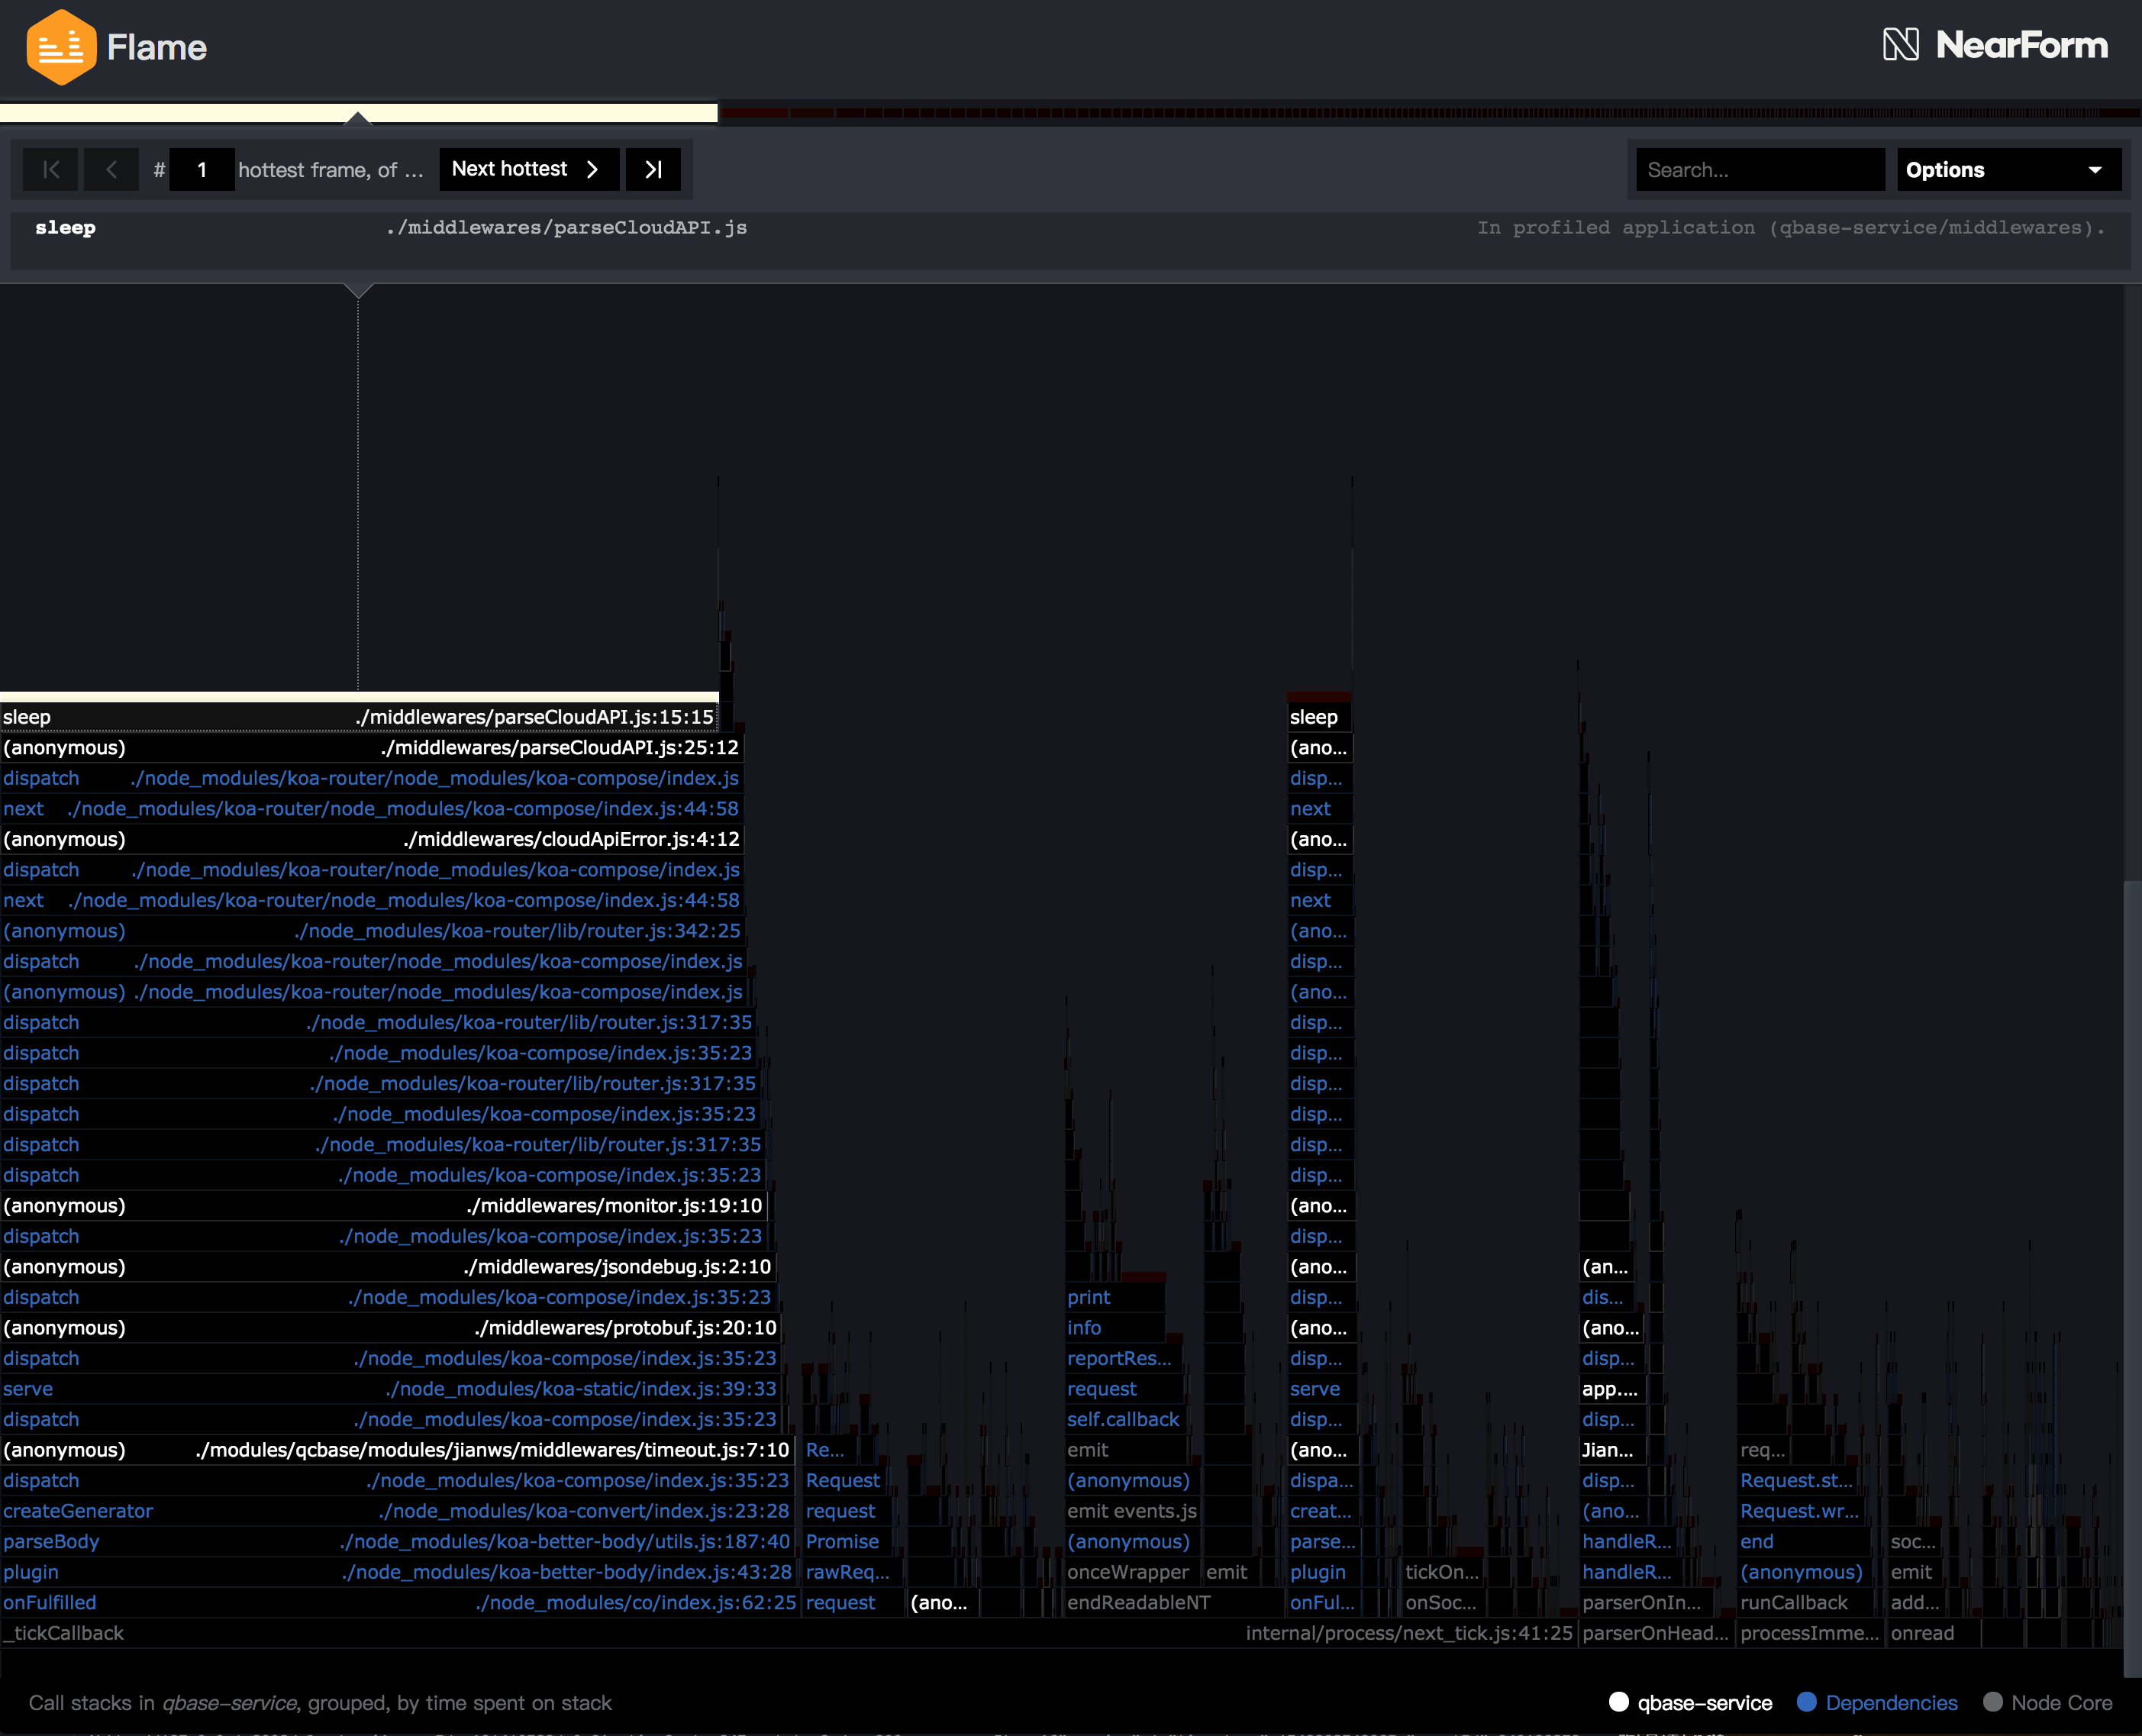 Flame
NearForm
# 1 hottest frame, of ... Next hottest
Search...
Options
sleep ./middlewares/parseCloudAPI.js In profiled application (qbase-service/middlewares).
sleep ./middlewares/parseCloudAPI.js:15:15 sleep
(anonymous) ./middlewares/parseCloudAPI.js:25:12 (ano...
dispatch ./node_modules/koa-router/node_modules/koa-compose/index.js disp...
next ./node_modules/koa-router/node_modules/koa-compose/index.js:44:58 next
(anonymous) ./middlewares/cloudApiError.js:4:12 (ano...
dispatch ./node_modules/koa-router/node_modules/koa-compose/index.js disp...
next ./node_modules/koa-router/node_modules/koa-compose/index.js:44:58 next
(anonymous) ./node_modules/koa-router/lib/router.js:342:25 (ano...
dispatch ./node_modules/koa-router/node_modules/koa-compose/index.js disp...
(anonymous) ./node_modules/koa-router/node_modules/koa-compose/index.js (ano...
dispatch ./node_modules/koa-router/lib/router.js:317:35 disp...
dispatch ./node_modules/koa-compose/index.js:35:23 disp...
dispatch ./node_modules/koa-router/lib/router.js:317:35 disp...
dispatch ./node_modules/koa-compose/index.js:35:23 disp...
dispatch ./node_modules/koa-router/lib/router.js:317:35 disp...
dispatch ./node_modules/koa-compose/index.js:35:23 disp...
(anonymous) ./middlewares/monitor.js:19:10 (ano...
dispatch ./node_modules/koa-compose/index.js:35:23 disp...
(anonymous) ./middlewares/jsondebug.js:2:10 (ano... (an...
dispatch ./node_modules/koa-compose/index.js:35:23 print disp... dis...
(anonymous) ./middlewares/protobuf.js:20:10 info (ano... (ano...
dispatch ./node_modules/koa-compose/index.js:35:23 reportRes... disp... disp...
serve ./node_modules/koa-static/index.js:39:33 request serve app....
dispatch ./node_modules/koa-compose/index.js:35:23 self.callback disp... disp...
(anonymous) ./modules/qcbase/modules/jianws/middlewares/timeout.js:7:10 Re... emit (ano... Jian... req...
dispatch ./node_modules/koa-compose/index.js:35:23 Request (anonymous) dispa... disp... Request.st...
createGenerator ./node_modules/koa-convert/index.js:23:28 request emit events.js creat... (ano... Request.wr...
parseBody ./node_modules/koa-better-body/utils.js:187:40 Promise (anonymous) parse... handleR... end soc...
plugin ./node_modules/koa-better-body/index.js:43:28 rawReq... onceWrapper emit plugin tickOn... handleR... (anonymous) emit
onFulfilled ./node_modules/co/index.js:62:25 request (ano... endReadableNT onFul... onSoc... parserOnIn... runCallback add...
_tickCallback internal/process/next_tick.js:41:25 parserOnHead... processImme... onread
Call stacks in qbase-service, grouped, by time spent on stack
qbase-service Dependencies Node Core